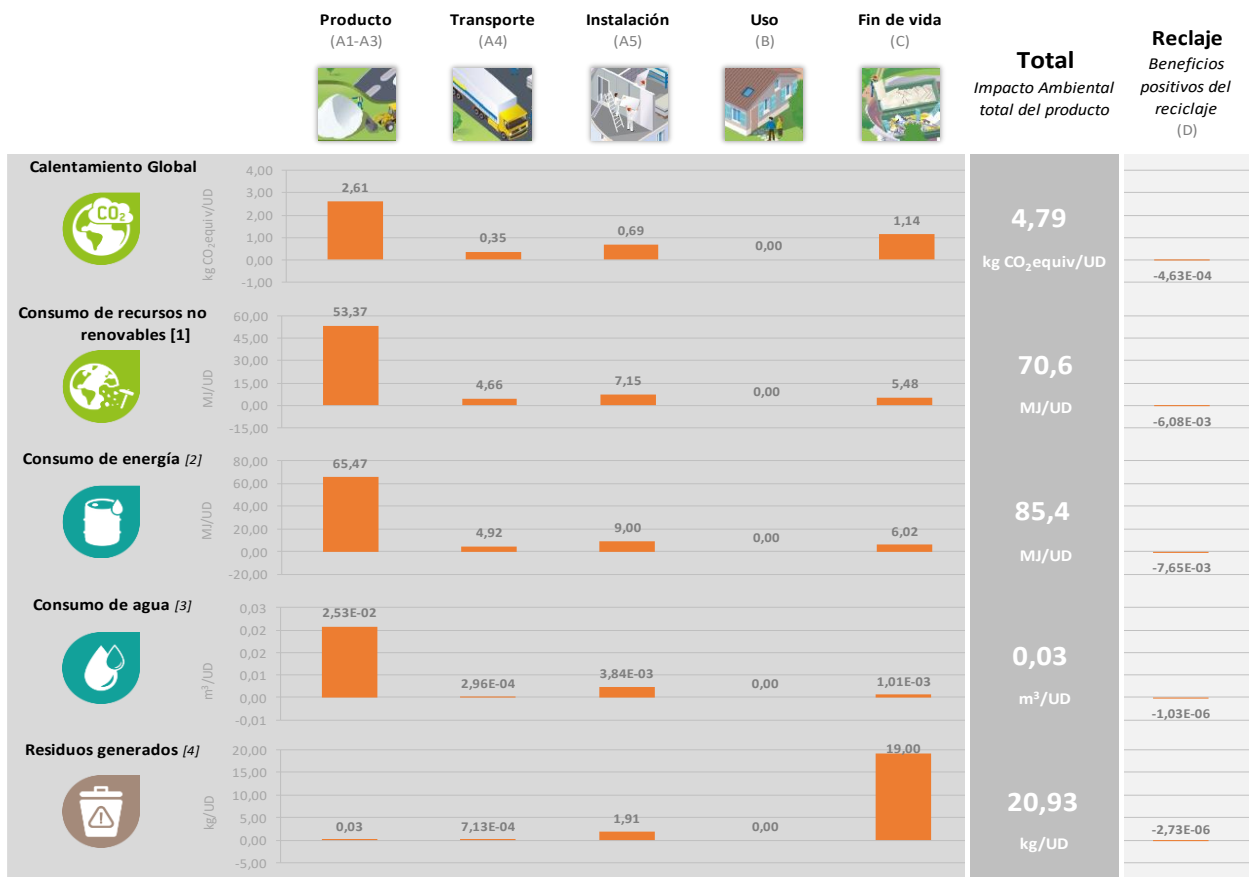 Producto
(A1-A3)
Transporte
(A4)
Instalación
(A5)
Uso
(B)
Fin de vida
(C)
Total
Impacto Ambiental
total del producto
Reclaje
Beneficios
positivos del
reciclaje
(D)
Calentamiento Global
CO₂
kg CO₂equiv/UD
4,00
3,00
2,00
1,00
0,00
-1,00
2,61
0,35
0,69
0,00
1,14
4,79
kg CO₂equiv/UD
-4,63E-04
Consumo de recursos no
renovables [1]
MJ/UD
60,00
45,00
30,00
15,00
0,00
-15,00
53,37
4,66
7,15
0,00
5,48
70,6
MJ/UD
-6,08E-03
Consumo de energía [2]
MJ/UD
80,00
60,00
40,00
20,00
0,00
-20,00
65,47
4,92
9,00
0,00
6,02
85,4
MJ/UD
-7,65E-03
Consumo de agua [3]
m³/UD
0,03
0,02
0,02
0,01
0,01
0,00
-0,01
2,53E-02
2,96E-04
3,84E-03
0,00
1,01E-03
0,03
m³/UD
-1,03E-06
Residuos generados [4]
kg/UD
20,00
15,00
10,00
5,00
0,00
-5,00
0,03
7,13E-04
1,91
0,00
19,00
20,93
kg/UD
-2,73E-06